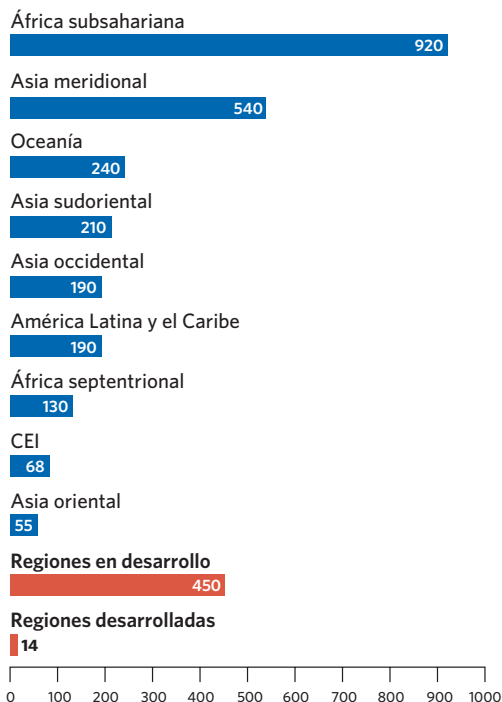 África subsahariana
920
Asia meridional
540
Oceanía
240
Asia sudoriental
210
Asia occidental
190
América Latina y el Caribe
190
África septentrional
130
CEI
68
Asia oriental
55
Regiones en desarrollo
450
Regiones desarrolladas
14
0 100 200 300 400 500 600 700 800 900 1000